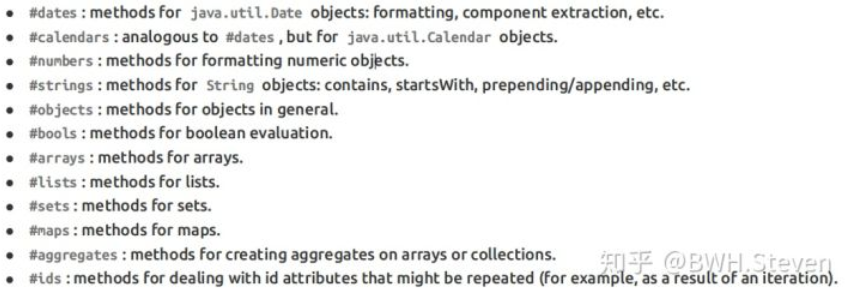 • #dates : methods for java.util.Date objects: formatting, component extraction, etc.
• #calendars : analogous to #dates , but for java.util.Calendar objects.
• #numbers : methods for formatting numeric objects.
• #strings : methods for String objects: contains, startsWith, prepending/appending, etc.
• #objects : methods for objects in general.
• #bools : methods for boolean evaluation.
• #arrays : methods for arrays.
• #lists : methods for lists.
• #sets : methods for sets.
• #maps : methods for maps.
• #aggregates : methods for creating aggregates on arrays or collections.
• #ids : methods for dealing with id attributes that might be repeated (for example, as a result of an iteration).
知乎 @BWH.Steven